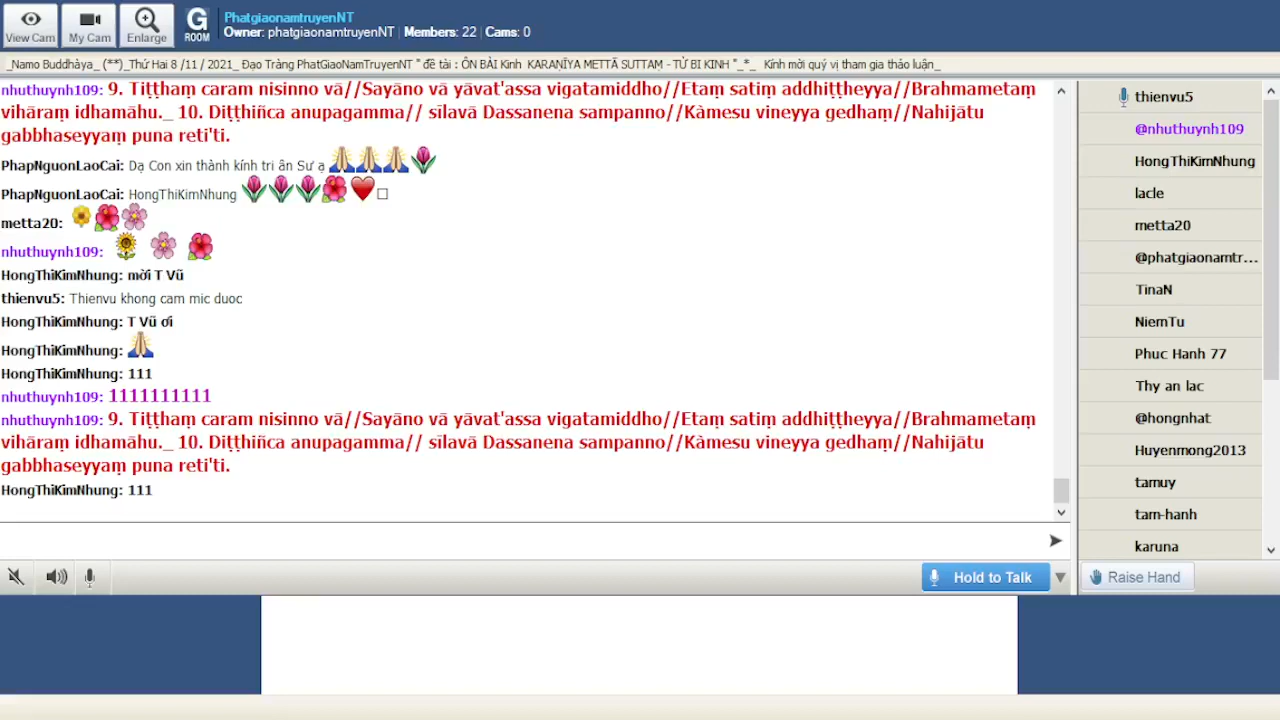 View Cam
My Cam
Enlarge
G
ROOM
PhatgiaonamtruyenNT
Owner: phatgiaonamtruyenNT | Members: 22 | Cams: 0
_Namo Buddhàya_ (**)_Thứ Hai 8 /11 / 2021_ Đạo Tràng PhatGiaoNamTruyenNT " đề tài : ÔN BÀI Kinh KARAṆĪYA METTĀ SUTTAṂ - TỪ BI KINH "_*_ Kính mời quý vị tham gia thảo luận_
nhuthuynh109: 9. Tiṭṭhaṃ caram nisinno vā//Sayāno vā yāvat'assa vigatamiddho//Etaṃ satiṃ addhiṭṭheyya//Brahmametaṃ
vihāraṃ idhamāhu._ 10. Diṭṭhiñca anupagamma// sīlavā Dassanena sampanno//Kàmesu vineyya gedhaṃ//Nahijātu
gabbhaseyyaṃ puna reti'ti.
PhapNguonLaoCai: Dạ Con xin thành kính tri ân Sư ạ
PhapNguonLaoCai: HongThiKimNhung
metta20:
nhuthuynh109:
HongThiKimNhung: mời T Vũ
thienvu5: Thienvu khong cam mic duoc
HongThiKimNhung: T Vũ ơi
HongThiKimNhung:
HongThiKimNhung: 111
nhuthuynh109: 1111111111
nhuthuynh109: 9. Tiṭṭhaṃ caram nisinno vā//Sayāno vā yāvat'assa vigatamiddho//Etaṃ satiṃ addhiṭṭheyya//Brahmametaṃ
vihāraṃ idhamāhu._ 10. Diṭṭhiñca anupagamma// sīlavā Dassanena sampanno//Kàmesu vineyya gedhaṃ//Nahijātu
gabbhaseyyaṃ puna reti'ti.
HongThiKimNhung: 111
thienvu5
@nhuthuynh109
HongThiKimNhung
lacle
metta20
@phatgiaonamtr...
TinaN
NiemTu
Phuc Hanh 77
Thy an lac
@hongnhat
Huyenmong2013
tamuy
tam-hanh
karuna
Hold to Talk
Raise Hand